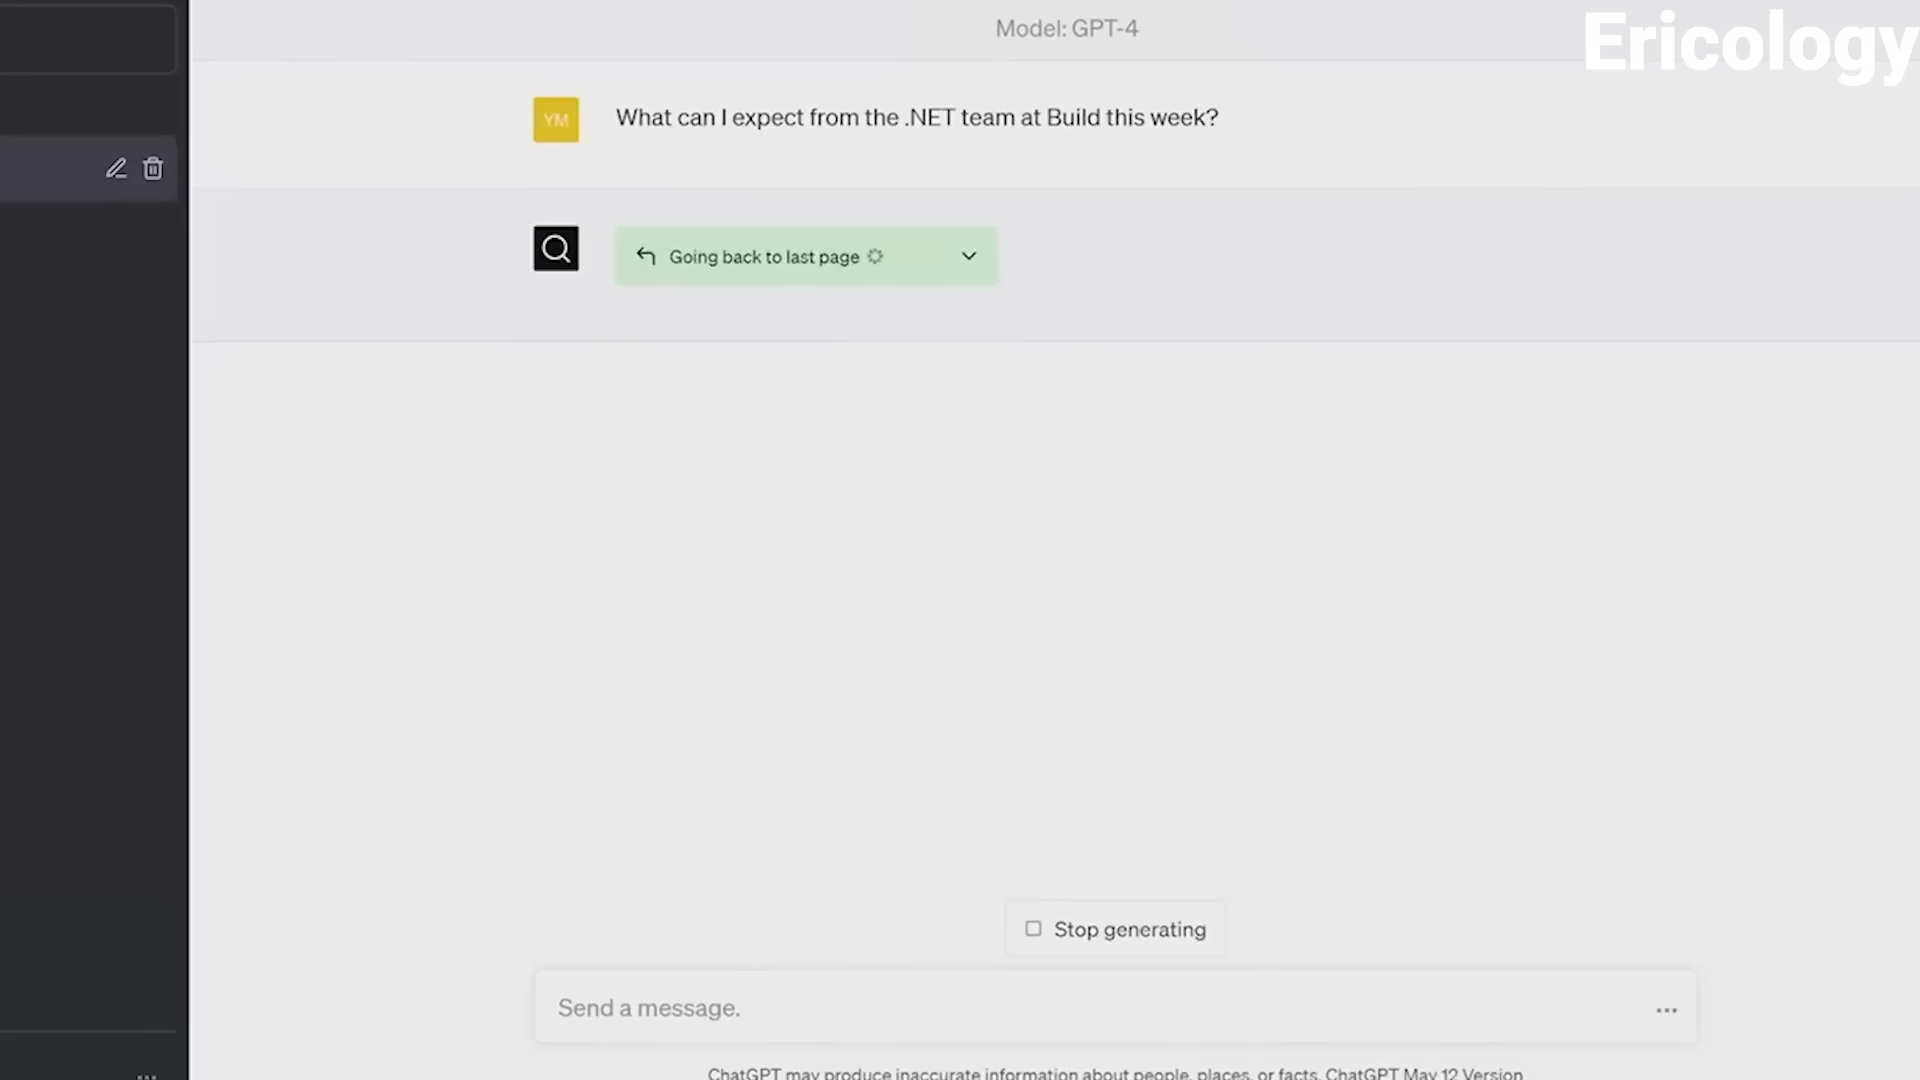 Model: GPT-4
Ericology
YM
What can I expect from the .NET team at Build this week?
Going back to last page
Stop generating
Send a message.
ChatGPT may produce inaccurate information about people, places, or facts. ChatGPT May 12 Version